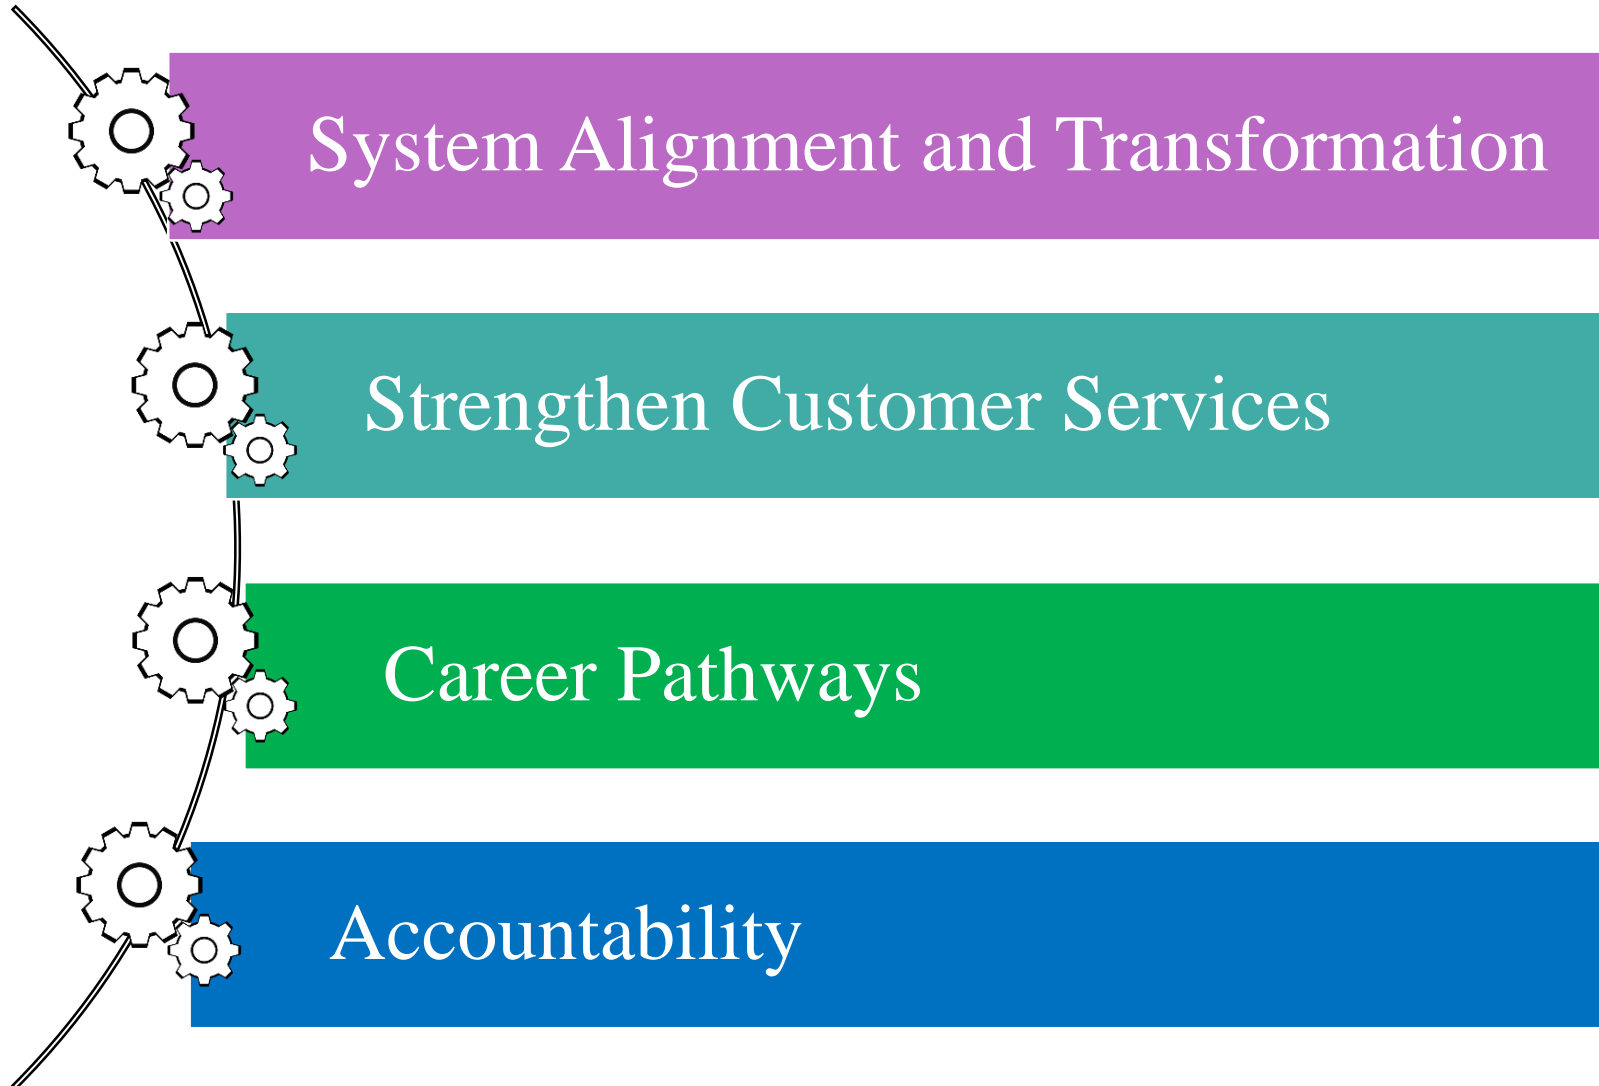 System Alignment and Transformation
Strengthen Customer Services
Career Pathways
Accountability